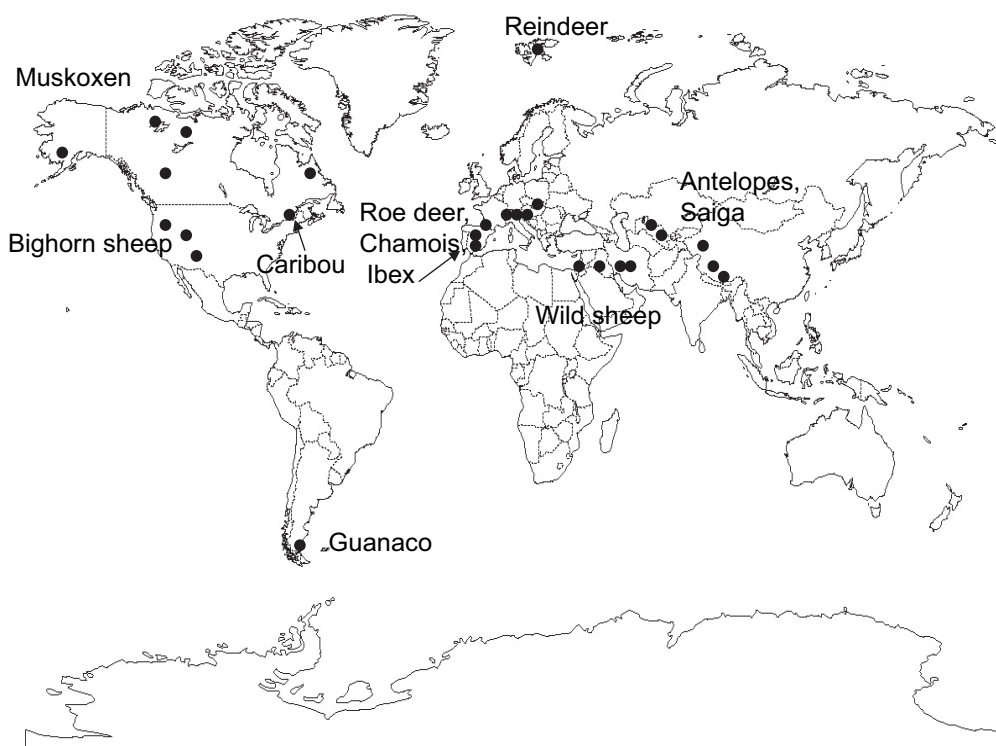 Reindeer
Muskoxen
Antelopes,
Saiga
Roe deer,
Chamois,
Ibex
Bighorn sheep
Caribou
Wild sheep
Guanaco